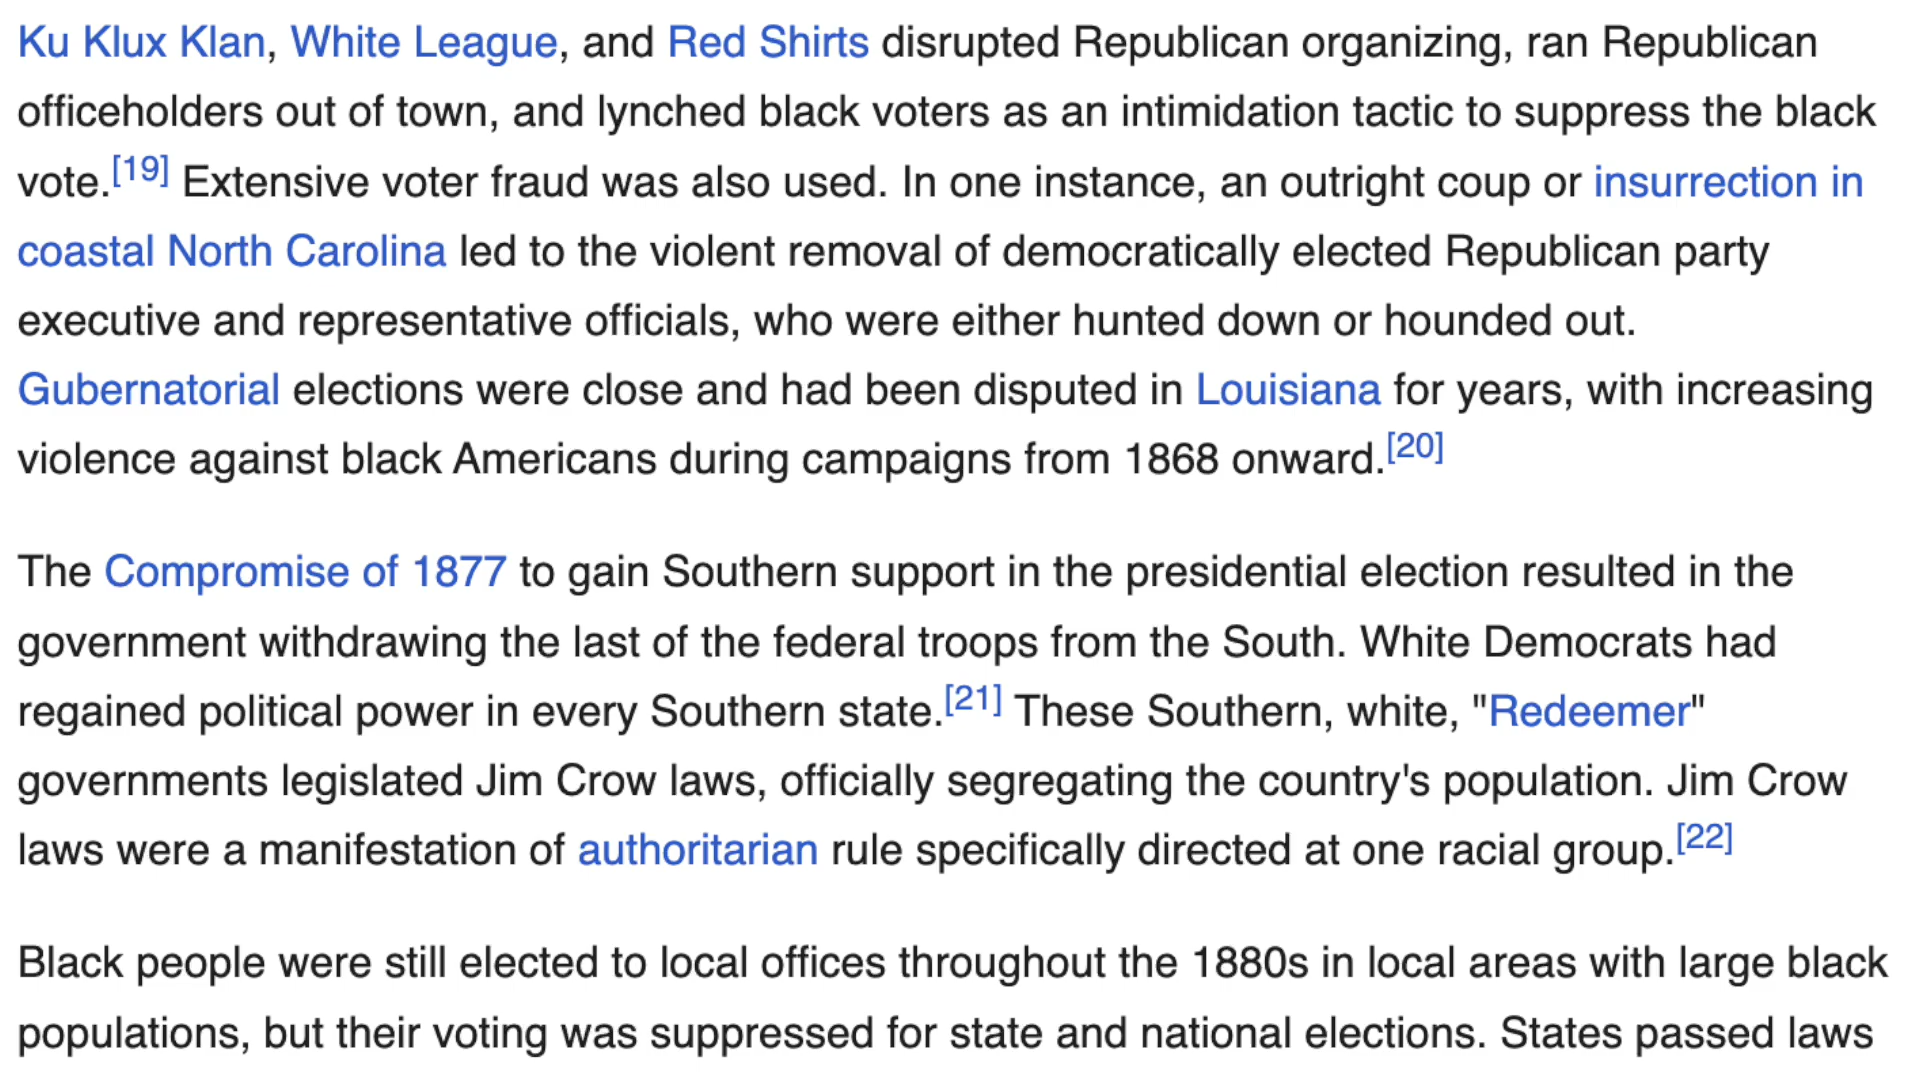 Ku Klux Klan, White League, and Red Shirts disrupted Republican organizing, ran Republican
officeholders out of town, and lynched black voters as an intimidation tactic to suppress the black
vote.[19] Extensive voter fraud was also used. In one instance, an outright coup or insurrection in
coastal North Carolina led to the violent removal of democratically elected Republican party
executive and representative officials, who were either hunted down or hounded out.
Gubernatorial elections were close and had been disputed in Louisiana for years, with increasing
violence against black Americans during campaigns from 1868 onward.[20]
The Compromise of 1877 to gain Southern support in the presidential election resulted in the
government withdrawing the last of the federal troops from the South. White Democrats had
regained political power in every Southern state.[21] These Southern, white, "Redeemer"
governments legislated Jim Crow laws, officially segregating the country's population. Jim Crow
laws were a manifestation of authoritarian rule specifically directed at one racial group.[22]
Black people were still elected to local offices throughout the 1880s in local areas with large black
populations, but their voting was suppressed for state and national elections. States passed laws